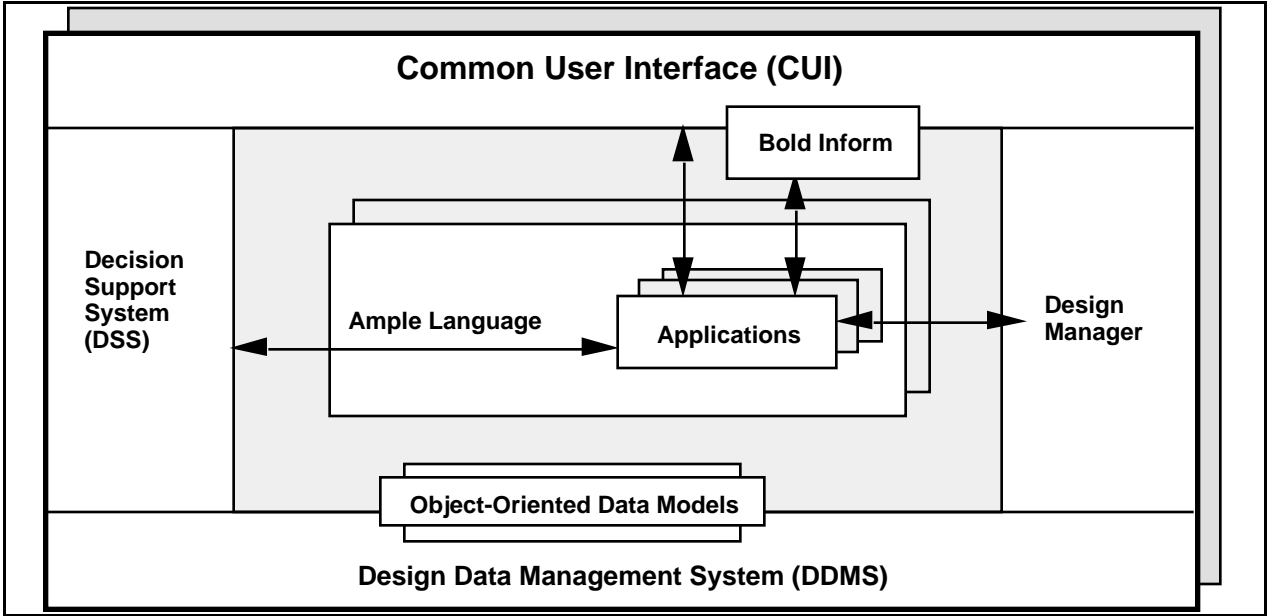 Common User Interface (CUI)
Bold Inform
Decision
Support
System
(DSS)
Ample Language
Applications
Design
Manager
Object-Oriented Data Models
Design Data Management System (DDMS)